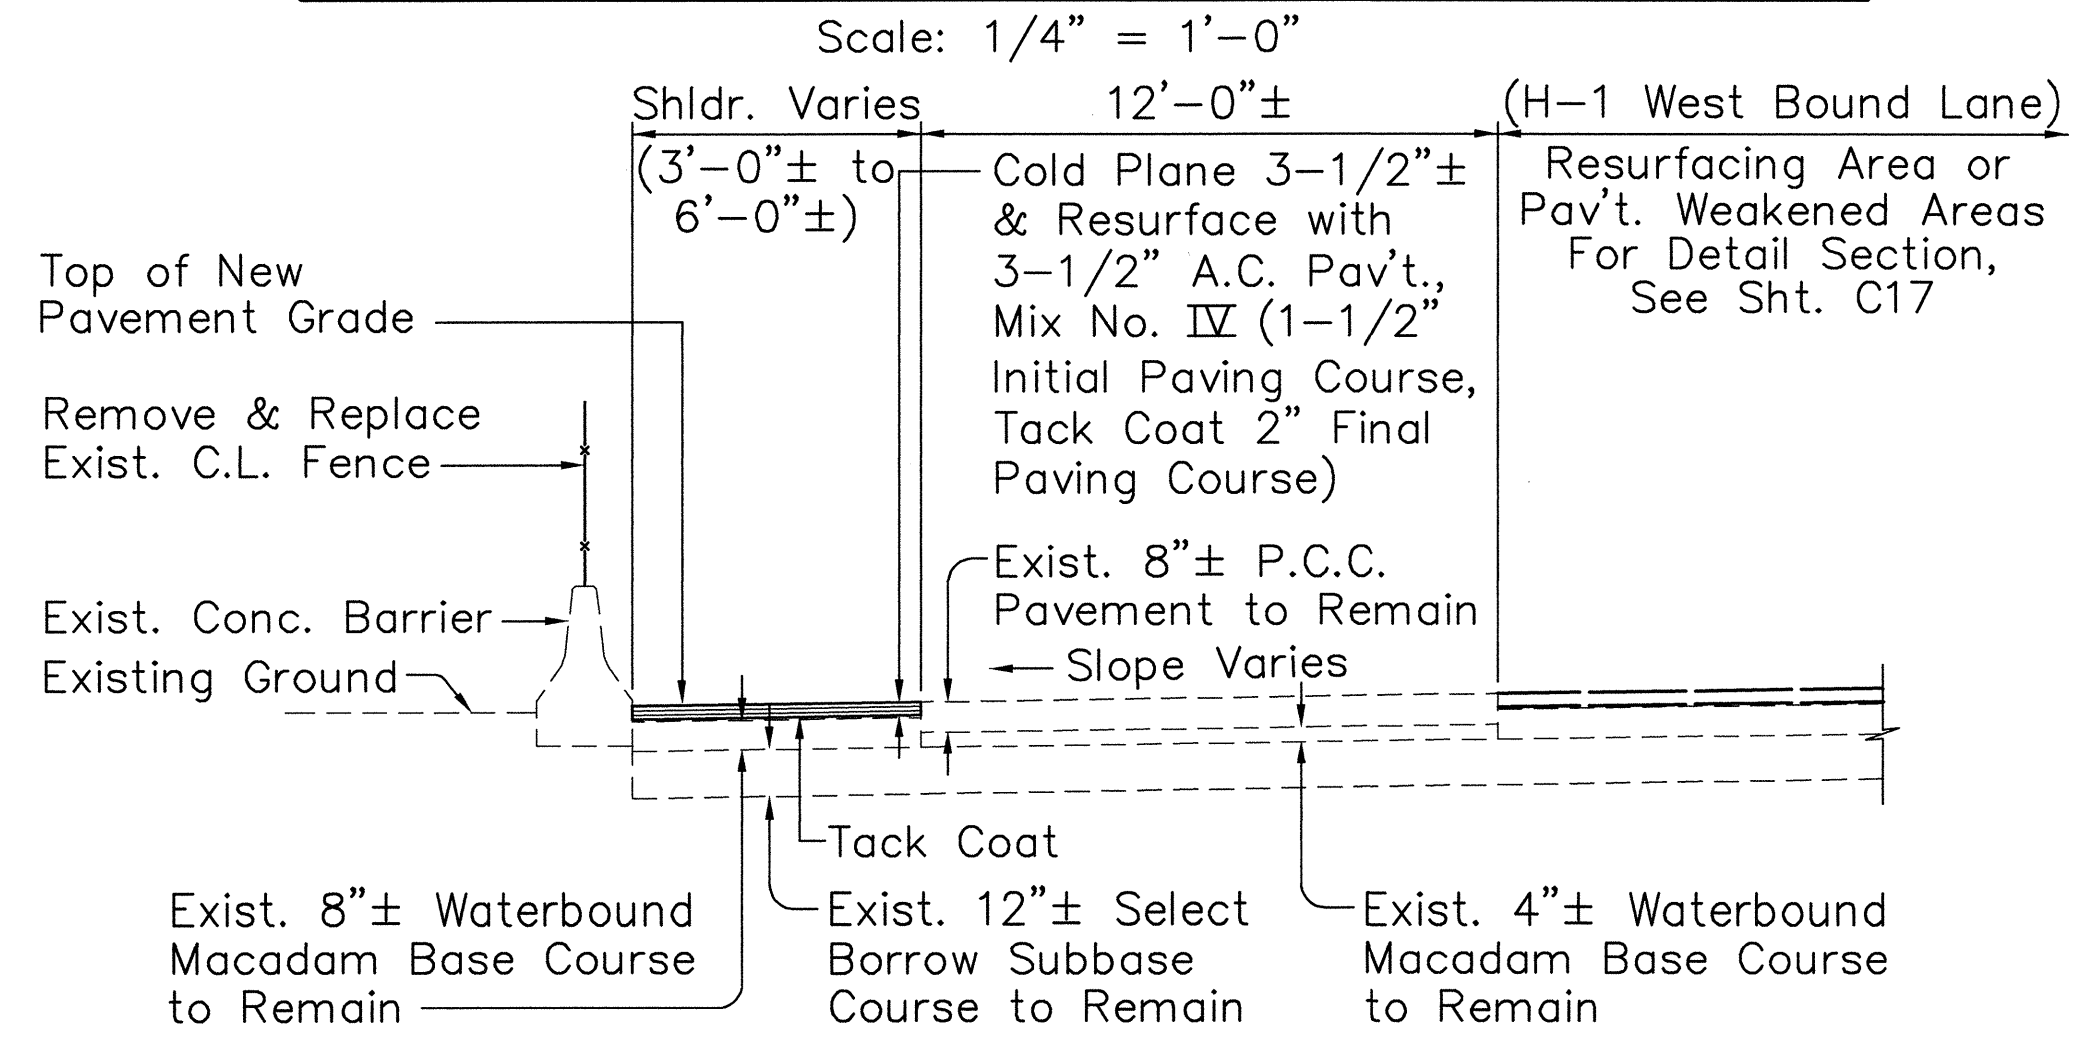 Scale: 1/4" = 1'-0"
Shldr. Varies
(3'-0"± to
6'-0"±)
12'-0"±
(H-1 West Bound Lane)
Resurfacing Area or
Pav't. Weakened Areas
For Detail Section,
See Sht. C17
Cold Plane 3-1/2"±
& Resurface with
3-1/2" A.C. Pav't.,
Mix No. IV (1-1/2"
Initial Paving Course,
Tack Coat 2" Final
Paving Course)
Top of New
Pavement Grade
Remove & Replace
Exist. C.L. Fence
Exist. 8"± P.C.C.
Pavement to Remain
Exist. Conc. Barrier
Existing Ground
Slope Varies
Tack Coat
Exist. 8"± Waterbound
Macadam Base Course
to Remain
Exist. 12"± Select
Borrow Subbase
Course to Remain
Exist. 4"± Waterbound
Macadam Base Course
to Remain